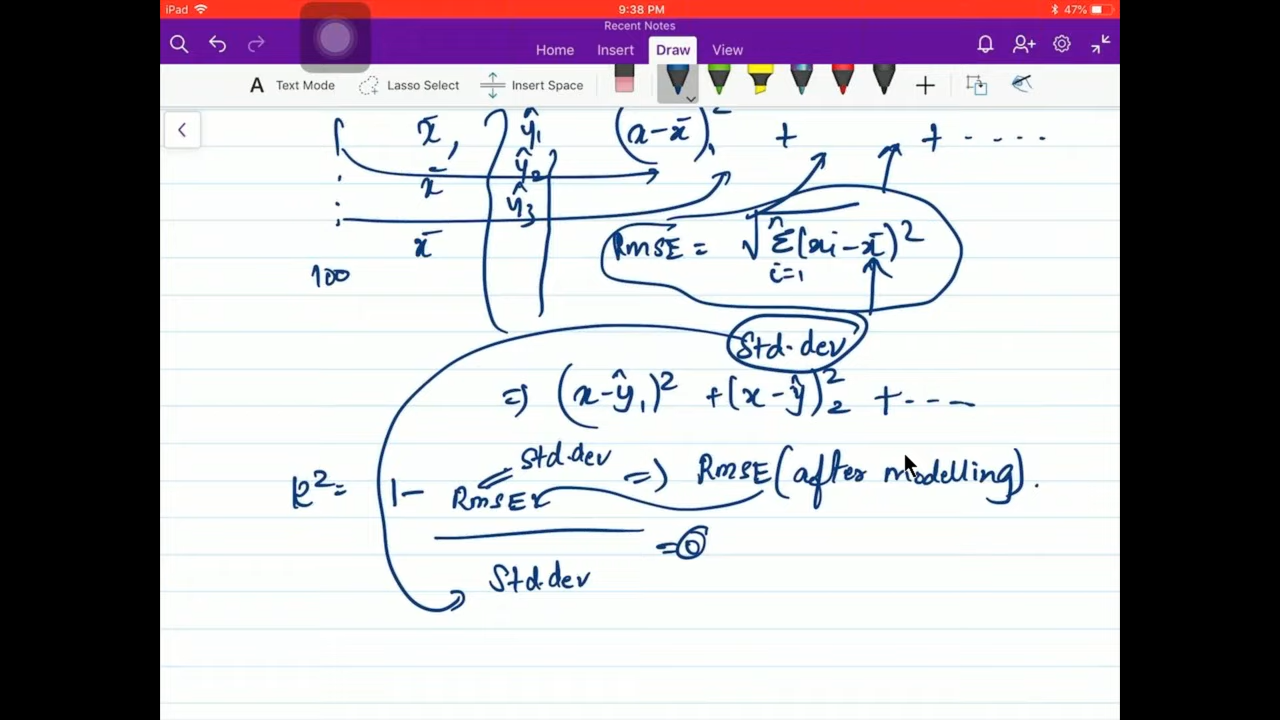 iPad 9:38 PM 47%
Recent Notes
Home Insert Draw View
A Text Mode Lasso Select Insert Space
x̄, ŷ₁ (x-x̄)²₁ + + ....
x̄ ŷ₂
ŷ₃
x̄ RMSE = √Σⁿᵢ₌₁(xi-x̄)²
100
Std.dev
⇒ (x-ŷ₁)² +(x-ŷ)²₂ +---
Std.dev ⇒ RMSE (after modelling).
R²= 1- RMSE
=0
Std.dev